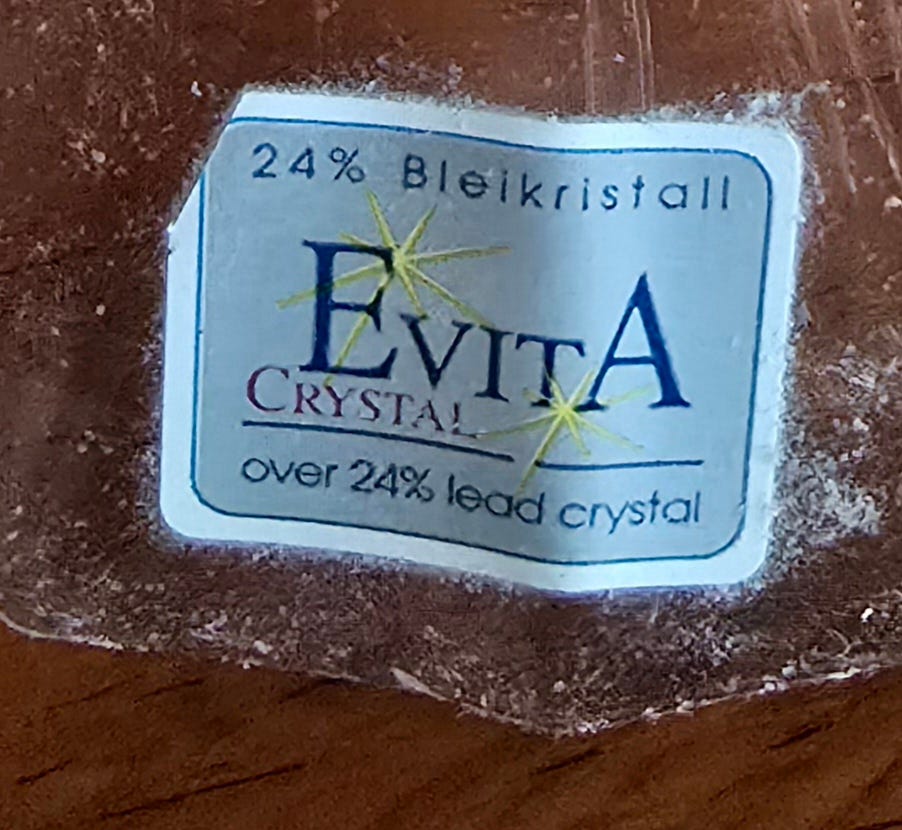 24% Bleikristall
EVITA
CRYSTAL
over 24% lead crystal